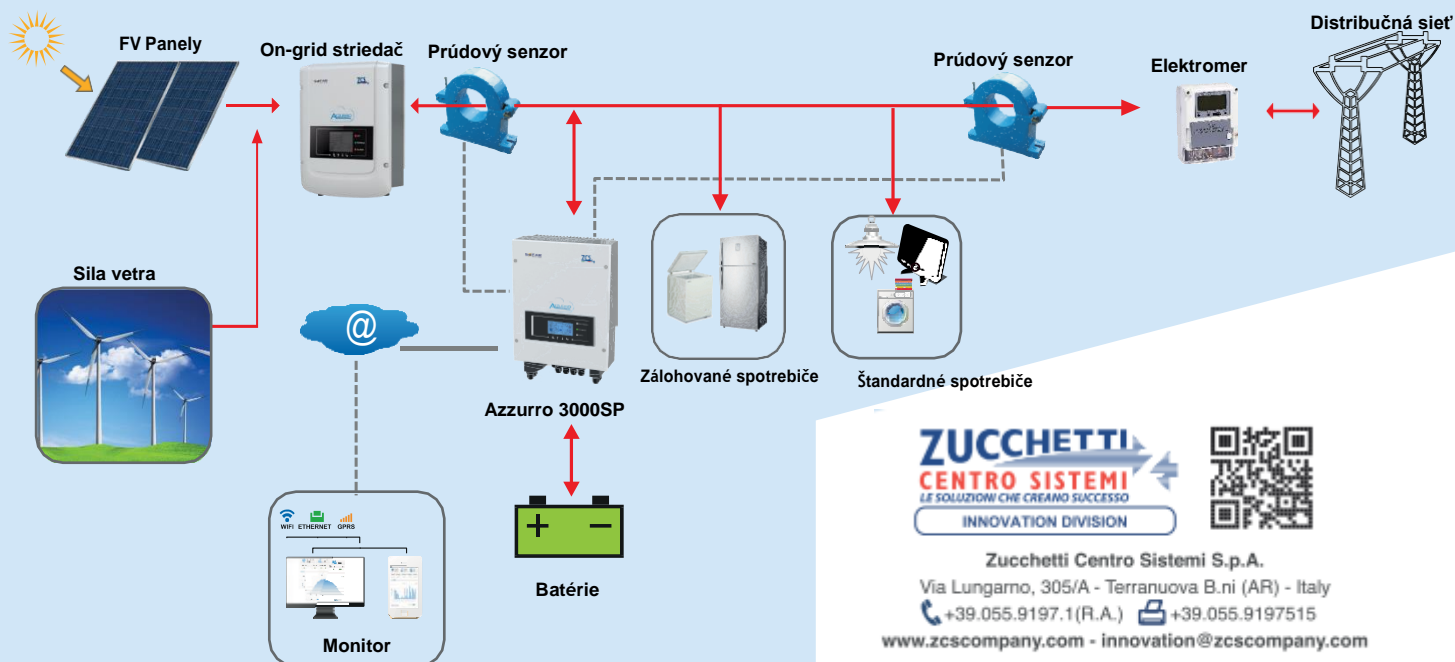 Distribučná sieť
FV Panely
On-grid striedač
Prúdový senzor
Prúdový senzor
Elektromer
Sila vetra
@
Zálohované spotrebiče
Štandardné spotrebiče
Azzurro 3000SP
WIFI ETHERNET GPRS
Monitor
+ −
Batérie
ZUCCHETTI
CENTRO SISTEMI
LE SOLUZIONI CHE CREANO SUCCESSO
INNOVATION DIVISION
Zucchetti Centro Sistemi S.p.A.
Via Lungarno, 305/A - Terranuova B.ni (AR) - Italy
+39.055.9197.1(R.A.) +39.055.9197515
www.zcscompany.com - innovation@zcscompany.com